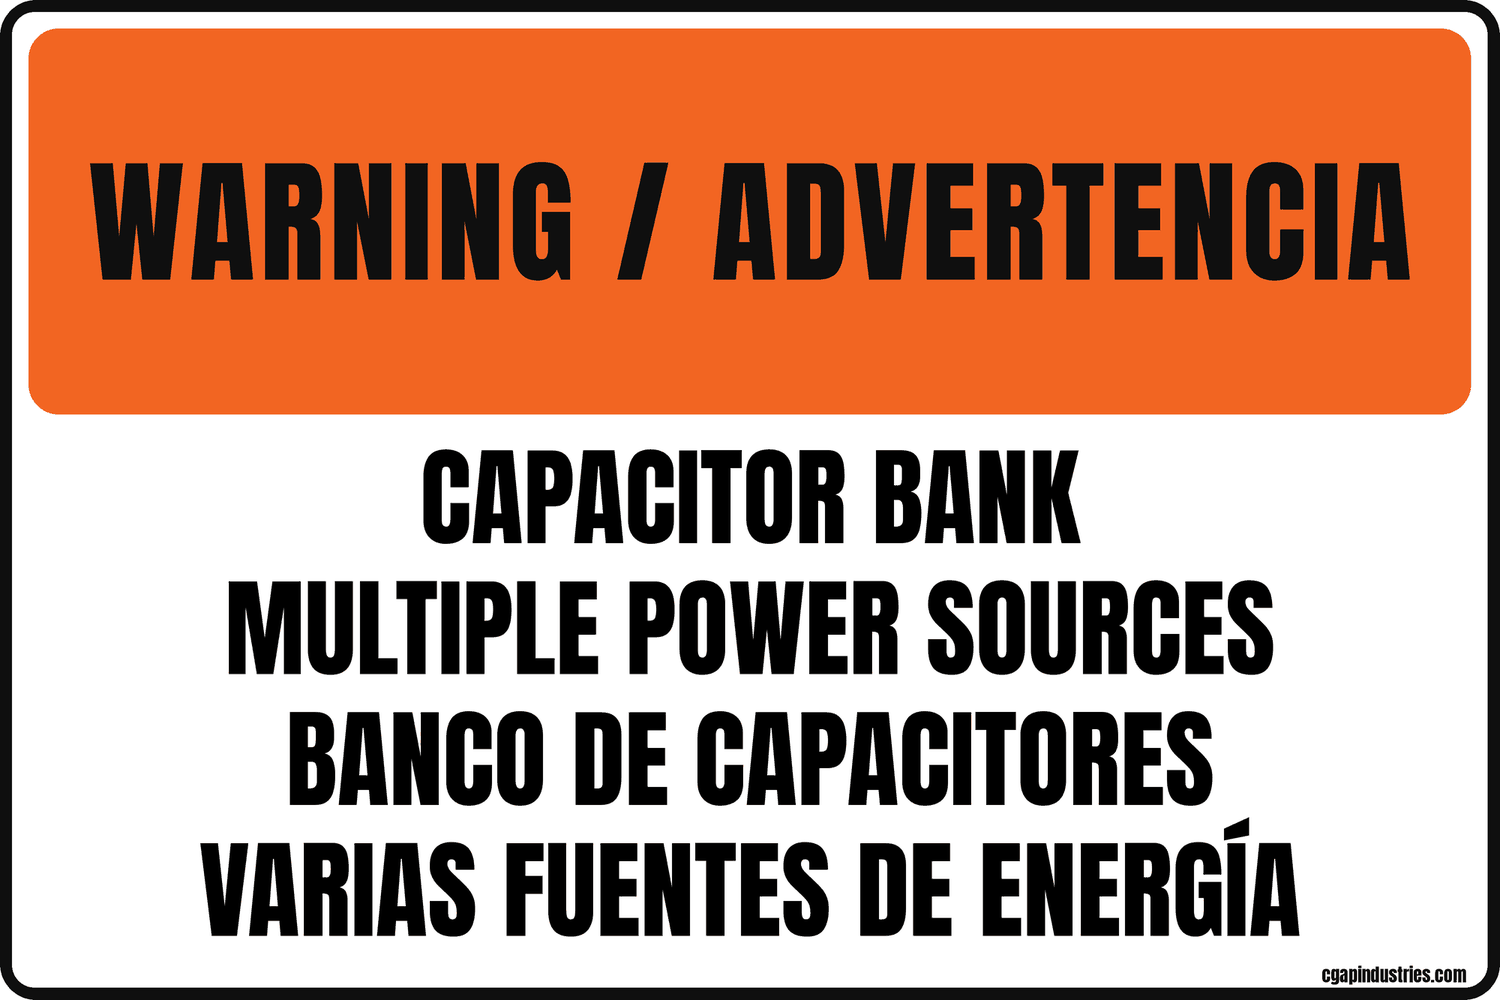 WARNING / ADVERTENCIA
CAPACITOR BANK
MULTIPLE POWER SOURCES
BANCO DE CAPACITORES
VARIAS FUENTES DE ENERGÍA
cgapindustries.com